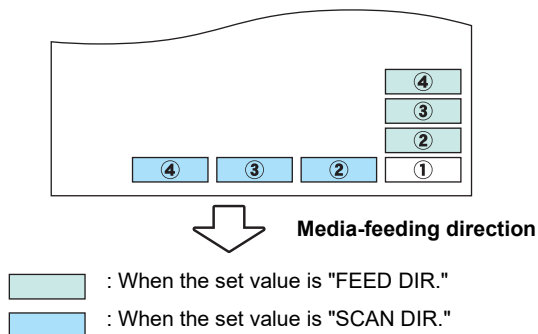 ④
③
②
④ ③ ② ①
Media-feeding direction
: When the set value is "FEED DIR."
: When the set value is "SCAN DIR."